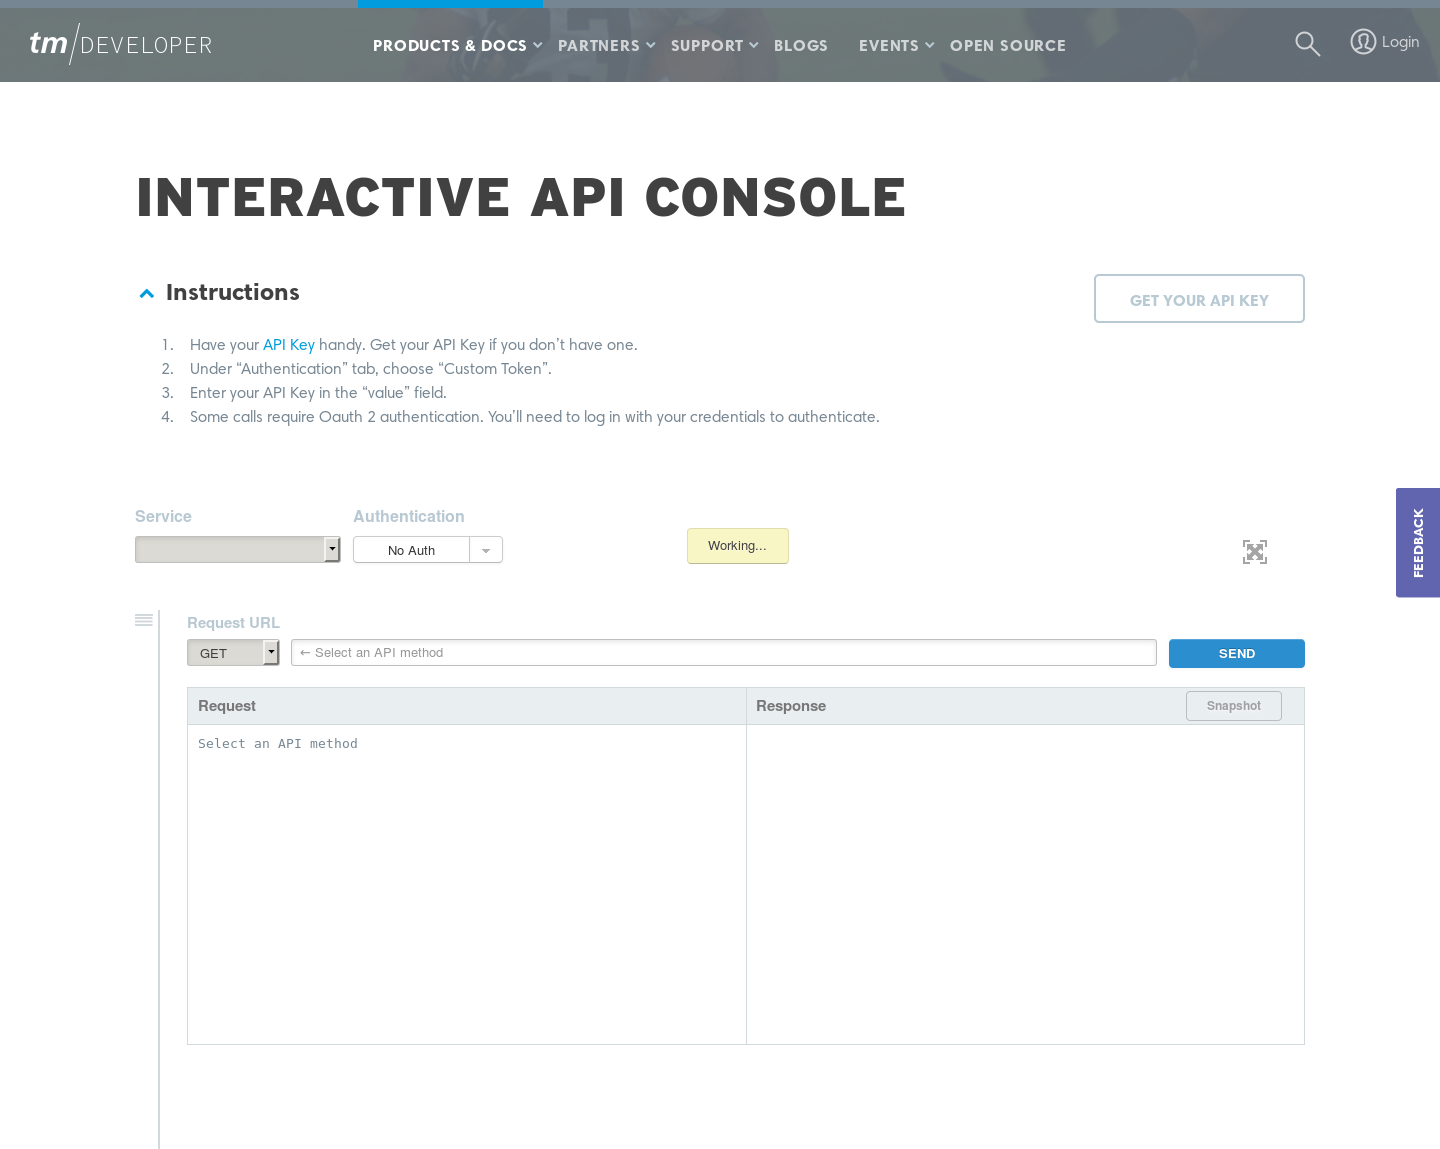 tm/DEVELOPER
PRODUCTS & DOCS PARTNERS SUPPORT BLOGS EVENTS OPEN SOURCE
Login
INTERACTIVE API CONSOLE
Instructions
GET YOUR API KEY
1. Have your API Key handy. Get your API Key if you don’t have one.
2. Under “Authentication” tab, choose “Custom Token”.
3. Enter your API Key in the “value” field.
4. Some calls require Oauth 2 authentication. You’ll need to log in with your credentials to authenticate.
Service Authentication
No Auth
Working...
FEEDBACK
Request URL
GET
← Select an API method
SEND
Request
Response
Snapshot
Select an API method